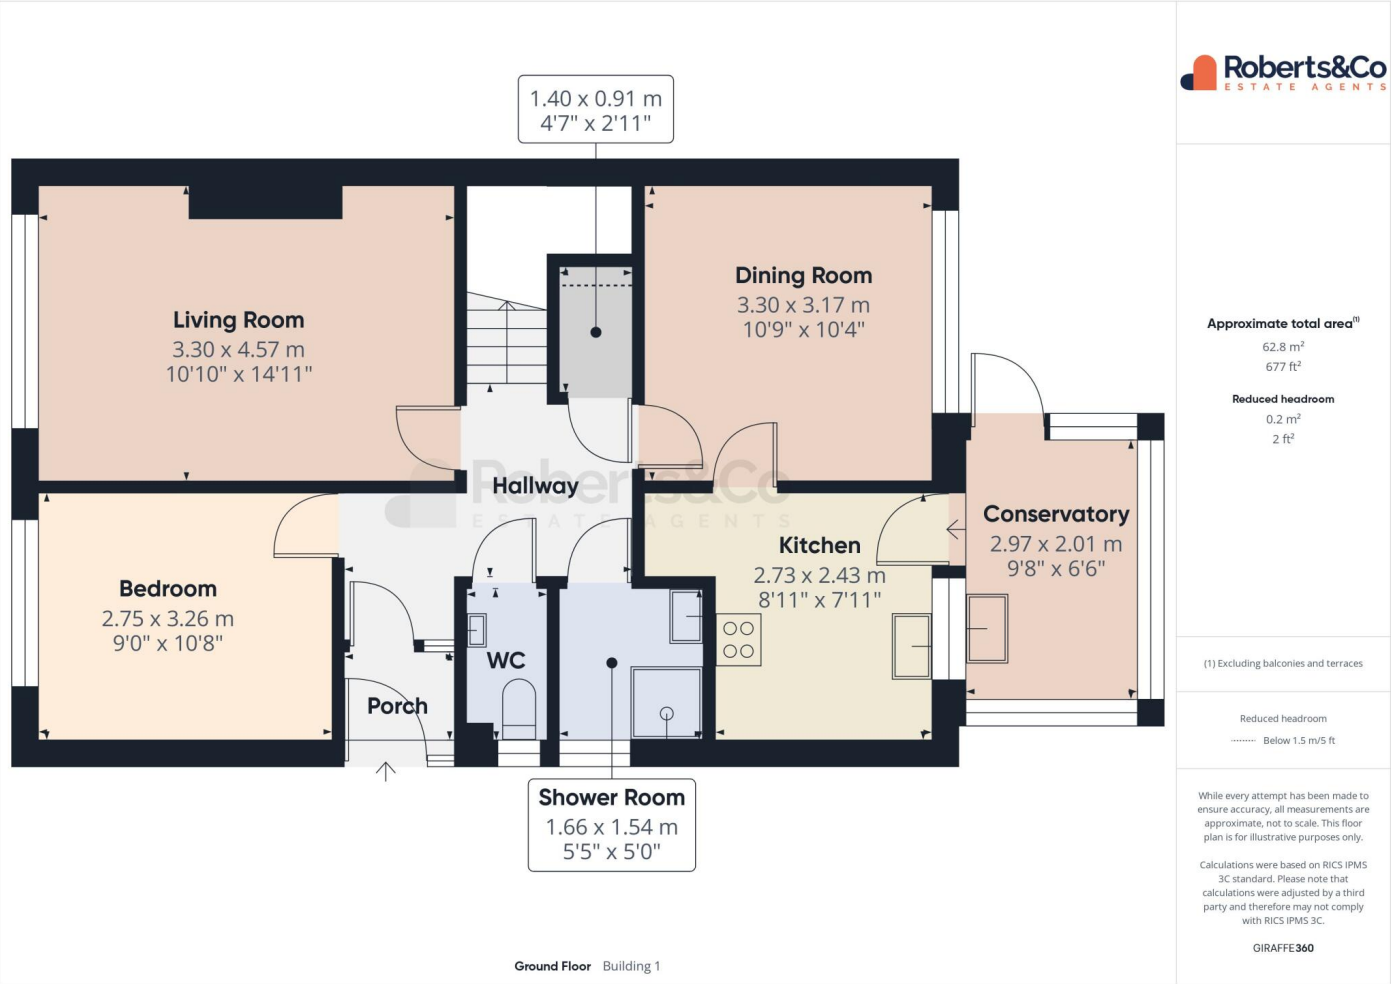 1.40 x 0.91 m
4'7" x 2'11"
Living Room
3.30 x 4.57 m
10'10" x 14'11"
Dining Room
3.30 x 3.17 m
10'9" x 10'4"
Roberts&Co
ESTATE AGENTS
Hallway
Conservatory
2.97 x 2.01 m
9'8" x 6'6"
Kitchen
2.73 x 2.43 m
8'11" x 7'11"
Bedroom
2.75 x 3.26 m
9'0" x 10'8"
WC
Porch
Shower Room
1.66 x 1.54 m
5'5" x 5'0"
Ground Floor Building 1
Roberts&Co
ESTATE AGENTS
Approximate total area(1)
62.8 m²
677 ft²
Reduced headroom
0.2 m²
2 ft²
(1) Excluding balconies and terraces
Reduced headroom
Below 1.5 m/5 ft
While every attempt has been made to
ensure accuracy, all measurements are
approximate, not to scale. This floor
plan is for illustrative purposes only.
Calculations were based on RICS IPMS
3C standard. Please note that
calculations were adjusted by a third
party and therefore may not comply
with RICS IPMS 3C.
GIRAFFE360